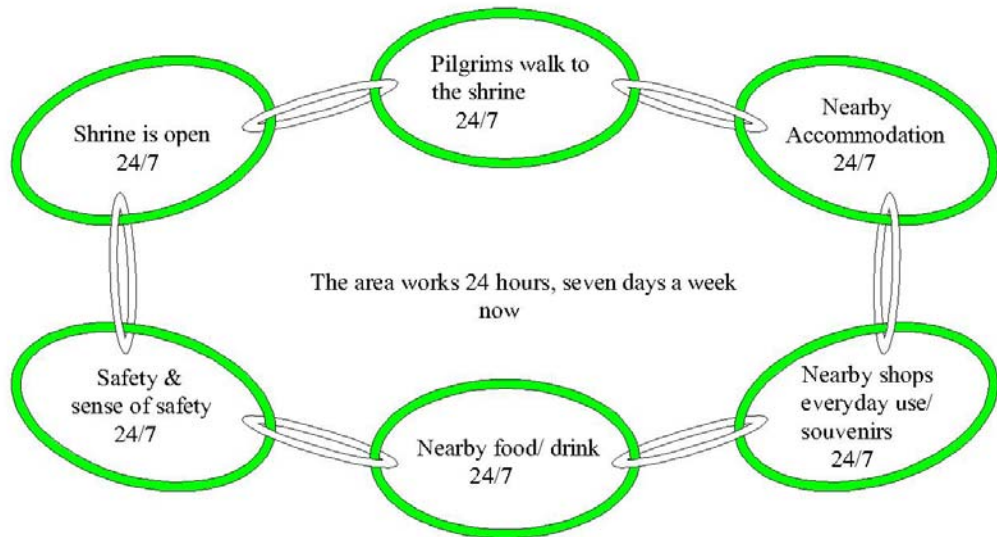 Pilgrims walk to
the shrine
24/7
Shrine is open
24/7
Nearby
Accommodation
24/7
The area works 24 hours, seven days a week
now
Safety &
sense of safety
24/7
Nearby food/ drink
24/7
Nearby shops
everyday use/
souvenirs
24/7